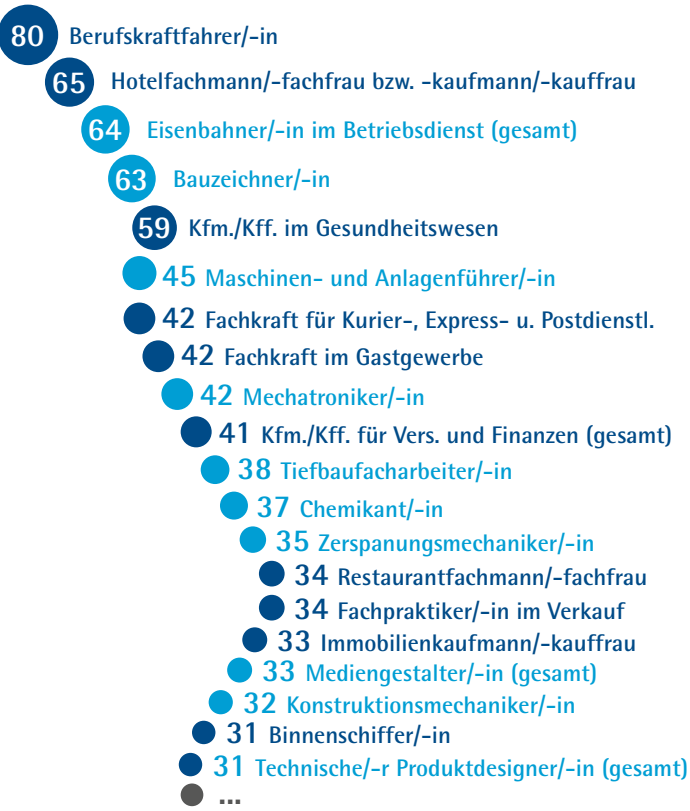 80 Berufskraftfahrer/-in
65 Hotelfachmann/-fachfrau bzw. -kaufmann/-kauffrau
64 Eisenbahner/-in im Betriebsdienst (gesamt)
63 Bauzeichner/-in
59 Kfm./Kff. im Gesundheitswesen
45 Maschinen- und Anlagenführer/-in
42 Fachkraft für Kurier-, Express- u. Postdienstl.
42 Fachkraft im Gastgewerbe
42 Mechatroniker/-in
41 Kfm./Kff. für Vers. und Finanzen (gesamt)
38 Tiefbaufacharbeiter/-in
37 Chemikant/-in
35 Zerspanungsmechaniker/-in
34 Restaurantfachmann/-fachfrau
34 Fachpraktiker/-in im Verkauf
33 Immobilienkaufmann/-kauffrau
33 Mediengestalter/-in (gesamt)
32 Konstruktionsmechaniker/-in
31 Binnenschiffer/-in
31 Technische/-r Produktdesigner/-in (gesamt)
...